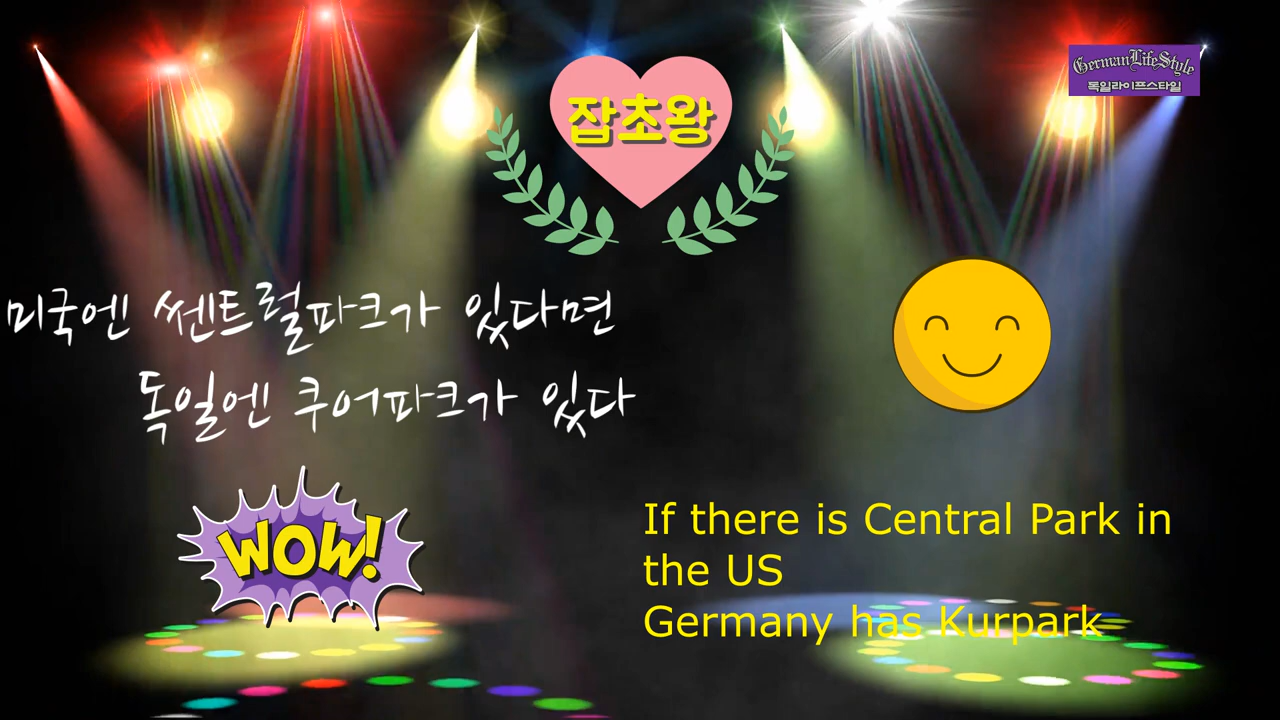 GermanLifeStyle
독일라이프스타일
잡초왕
미국엔 쎈트럴파크가 있다면
독일엔 쿠어파크가 있다
WOW!
If there is Central Park in
the US
Germany has Kurpark